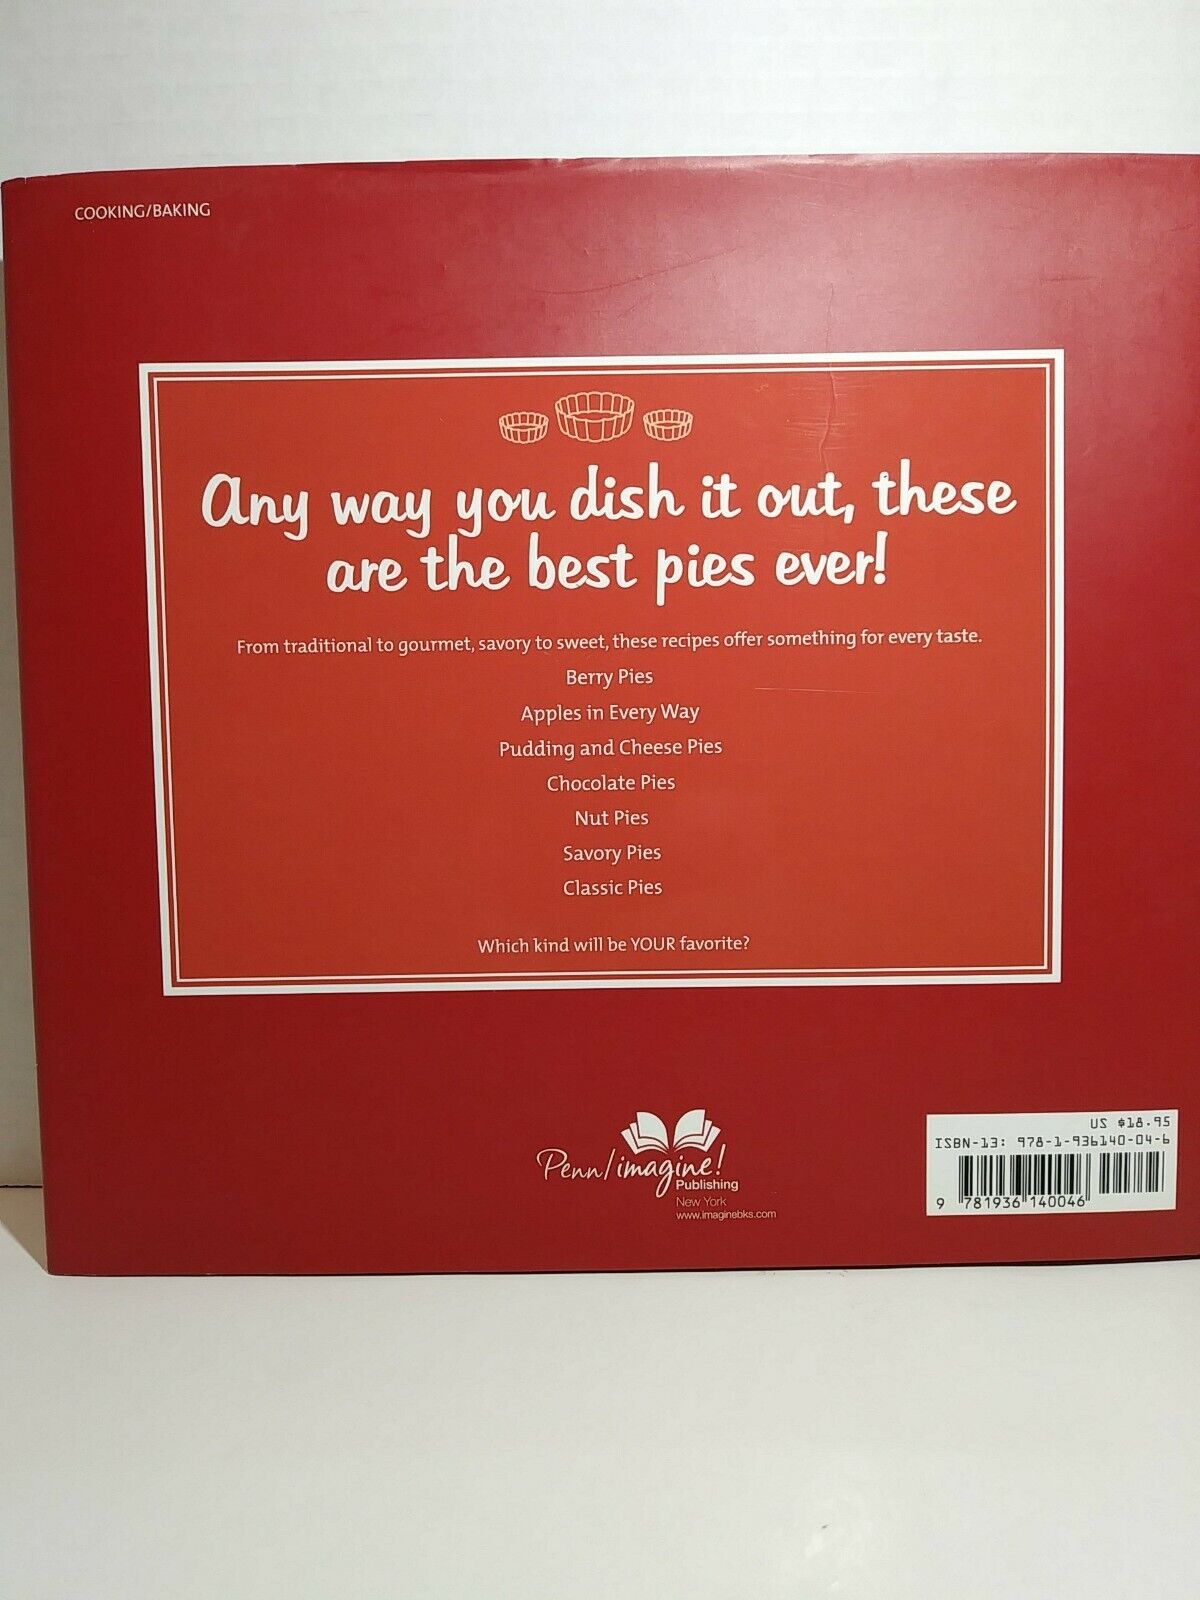 COOKING/BAKING
Any way you dish it out, these
are the best pies ever!
From traditional to gourmet, savory to sweet, these recipes offer something for every taste.
Berry Pies
Apples in Every Way
Pudding and Cheese Pies
Chocolate Pies
Nut Pies
Savory Pies
Classic Pies
Which kind will be YOUR favorite?
Penn/imagine!
Publishing
New York
www.imaginebks.com
US $18.95
ISBN-13: 978-1-936140-04-6
9 781936 140046